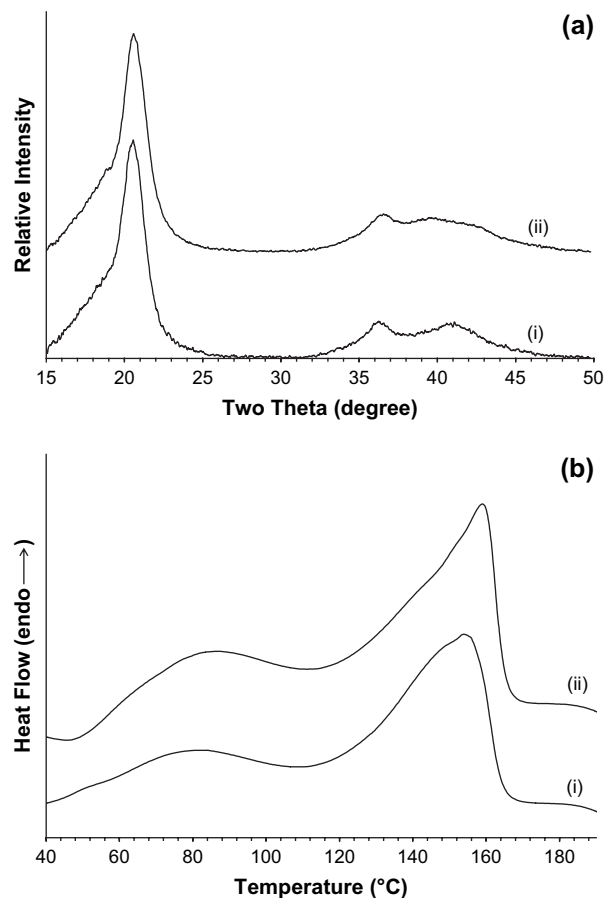 (a)
Relative Intensity
(ii)
(i)
15 20 25 30 35 40 45 50
Two Theta (degree)
(b)
Heat Flow (endo ⟶)
(ii)
(i)
40 60 80 100 120 140 160 180
Temperature (°C)